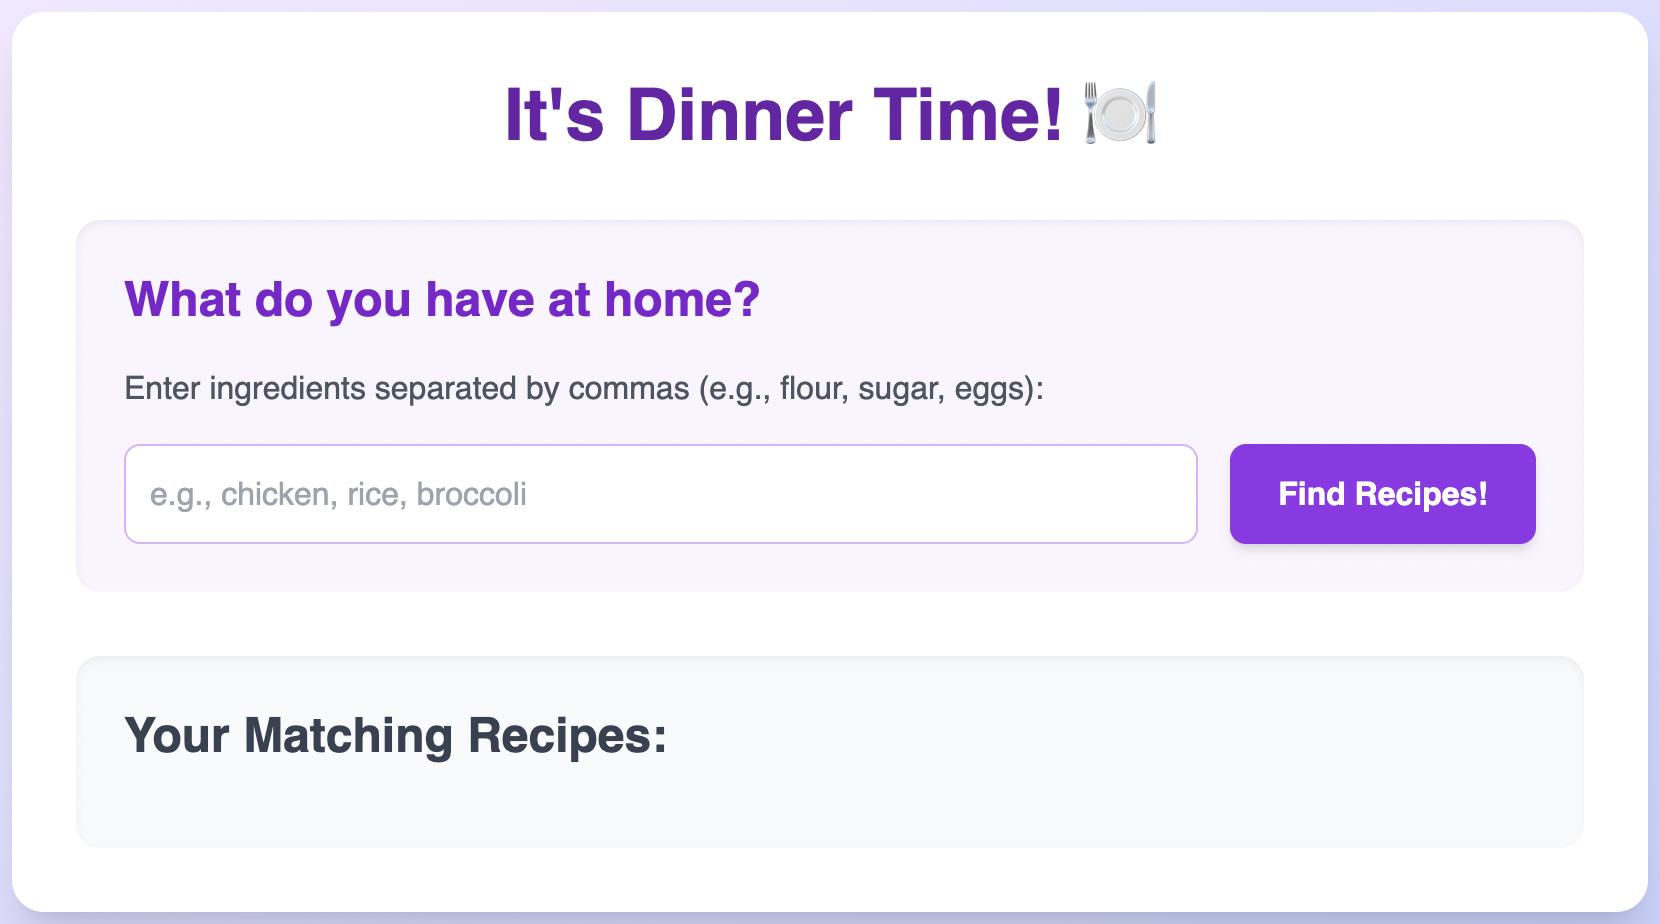 It's Dinner Time! 🍽️
What do you have at home?
Enter ingredients separated by commas (e.g., flour, sugar, eggs):
e.g., chicken, rice, broccoli
Find Recipes!
Your Matching Recipes: